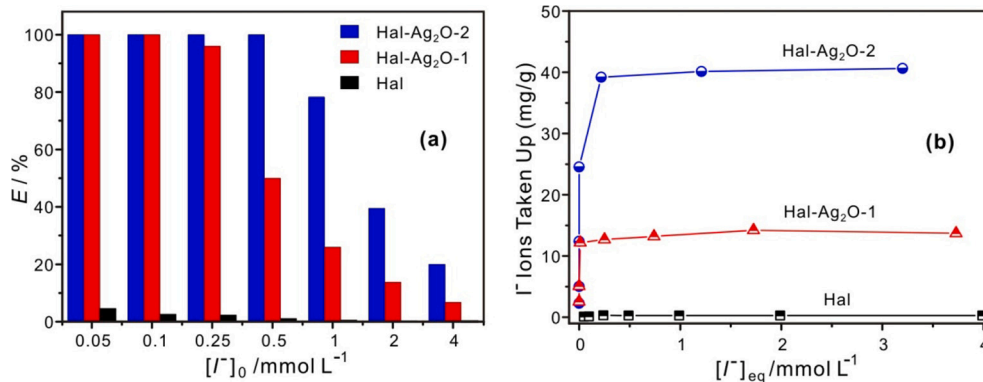 100
80
60
40
20
0
E / %
Hal-Ag₂O-2
Hal-Ag₂O-1
Hal
(a)
0.05 0.1 0.25 0.5 1 2 4
[I⁻]₀ /mmol L⁻¹
50
40
30
20
10
0
I⁻ Ions Taken Up (mg/g)
(b)
Hal-Ag₂O-2
Hal-Ag₂O-1
Hal
0 1 2 3 4
[I⁻]eq /mmol L⁻¹